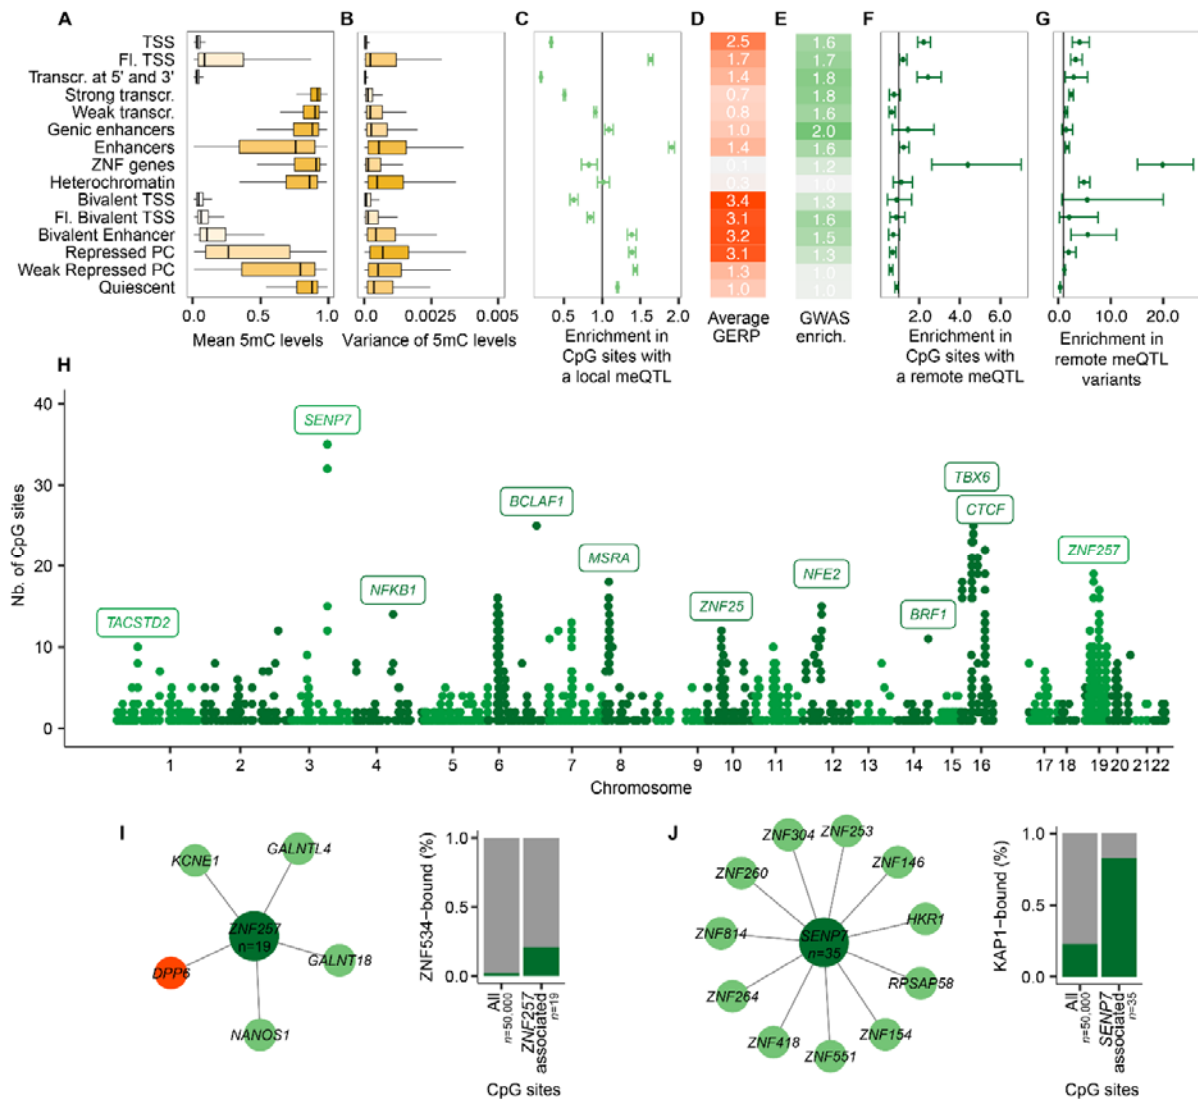 A B C D E F G
TSS 2.5 1.6
Fl. TSS 1.7 1.7
Transcr. at 5' and 3' 1.4 1.8
Strong transcr. 0.7 1.8
Weak transcr. 0.8 1.6
Genic enhancers 1.0 2.0
Enhancers 1.4 1.6
ZNF genes 0.1 1.2
Heterochromatin 0.3 1.0
Bivalent TSS 3.4 1.3
Fl. Bivalent TSS 3.1 1.6
Bivalent Enhancer 3.2 1.5
Repressed PC 3.1 1.3
Weak Repressed PC 1.3 1.0
Quiescent 1.0 1.0
0.0 0.5 1.0 0.0 0.0025 0.005 0.5 1.0 1.5 2.0 2.0 4.0 6.0 0 10 20
Mean 5mC levels
Variance of 5mC levels
Enrichment in
CpG sites with
a local meQTL
Average
GERP
GWAS
enrich.
Enrichment in
CpG sites with
a remote meQTL
Enrichment in
remote meQTL
variants
H
40
30
20
10
0
Nb. of CpG sites
SENP7
TBX6
BCLAF1
CTCF
MSRA
NFE2
ZNF257
NFKB1
ZNF25
BRF1
TACSTD2
1 2 3 4 5 6 7 8 9 10 11 12 13 14 15 16 17 18 19 20 21 22
Chromosome
I
KCNE1
GALNTL4
ZNF257
n=19
DPP6
GALNT18
NANOS1
ZNF534-bound (%)
1.0
0.5
0.0
All
n=50,000
ZNF257
associated
n=19
CpG sites
J
ZNF304
ZNF253
ZNF260
ZNF146
ZNF814
HKR1
SENP7
n=35
ZNF264
RPSAP58
ZNF418
ZNF154
ZNF551
KAP1-bound (%)
1.0
0.5
0.0
All
n=50,000
SENP7
associated
n=35
CpG sites